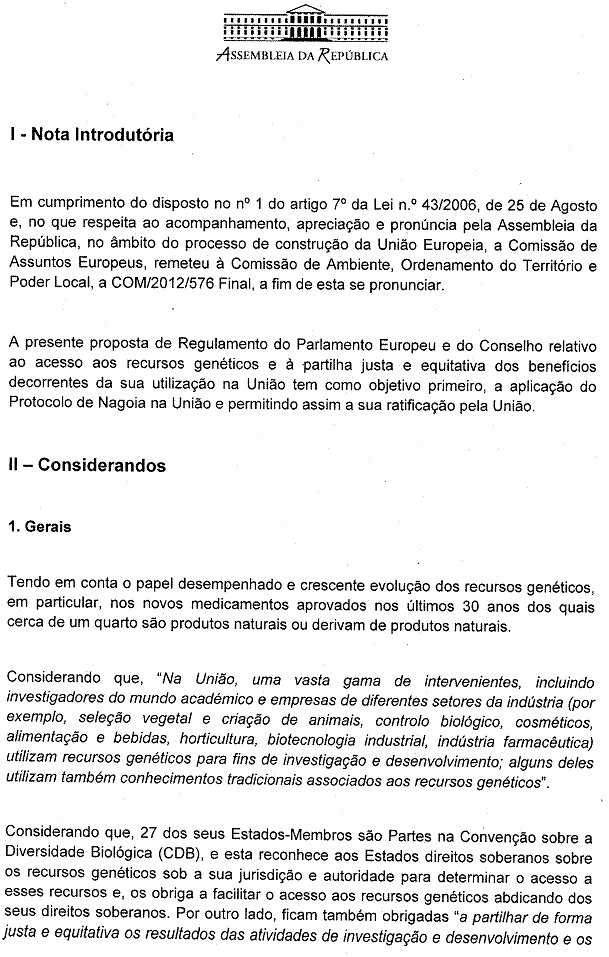 ASSEMBLEIA DA REPÚBLICA
I - Nota Introdutória
Em cumprimento do disposto no nº 1 do artigo 7º da Lei n.º 43/2006, de 25 de Agosto
e, no que respeita ao acompanhamento, apreciação e pronúncia pela Assembleia da
República, no âmbito do processo de construção da União Europeia, a Comissão de
Assuntos Europeus, remeteu à Comissão de Ambiente, Ordenamento do Território e
Poder Local, a COM/2012/576 Final, a fim de esta se pronunciar.
A presente proposta de Regulamento do Parlamento Europeu e do Conselho relativo
ao acesso aos recursos genéticos e à partilha justa e equitativa dos benefícios
decorrentes da sua utilização na União tem como objetivo primeiro, a aplicação do
Protocolo de Nagoia na União e permitindo assim a sua ratificação pela União.
II – Considerandos
1. Gerais
Tendo em conta o papel desempenhado e crescente evolução dos recursos genéticos,
em particular, nos novos medicamentos aprovados nos últimos 30 anos dos quais
cerca de um quarto são produtos naturais ou derivam de produtos naturais.
Considerando que, “Na União, uma vasta gama de intervenientes, incluindo
investigadores do mundo académico e empresas de diferentes setores da indústria (por
exemplo, seleção vegetal e criação de animais, controlo biológico, cosméticos,
alimentação e bebidas, horticultura, biotecnologia industrial, indústria farmacêutica)
utilizam recursos genéticos para fins de investigação e desenvolvimento; alguns deles
utilizam também conhecimentos tradicionais associados aos recursos genéticos”.
Considerando que, 27 dos seus Estados-Membros são Partes na Convenção sobre a
Diversidade Biológica (CDB), e esta reconhece aos Estados direitos soberanos sobre
os recursos genéticos sob a sua jurisdição e autoridade para determinar o acesso a
esses recursos e, os obriga a facilitar o acesso aos recursos genéticos abdicando dos
seus direitos soberanos. Por outro lado, ficam também obrigadas “a partilhar de forma
justa e equitativa os resultados das atividades de investigação e desenvolvimento e os